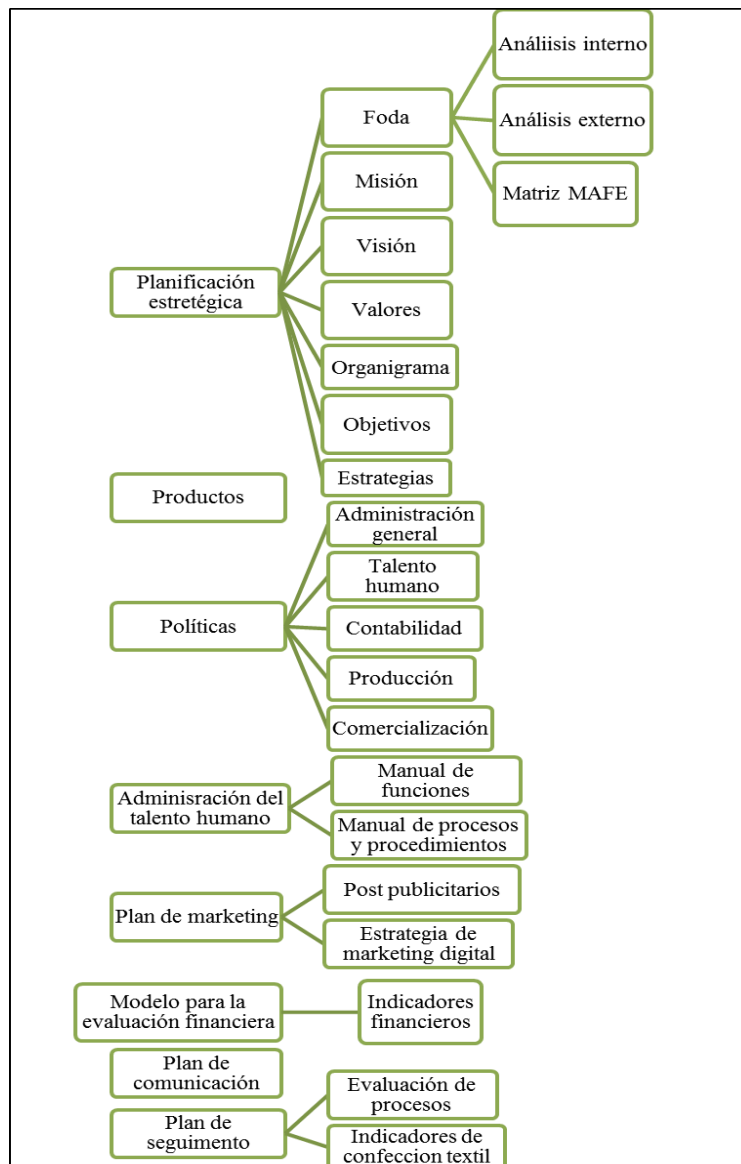 Análiisis interno
Foda
Análisis externo
Misión
Matriz MAFE
Visión
Planificación
estretégica
Valores
Organigrama
Objetivos
Estrategias
Productos
Administración
general
Talento
humano
Políticas
Contabilidad
Producción
Comercialización
Manual de
funciones
Adminisración del
talento humano
Manual de procesos
y procedimientos
Post publicitarios
Plan de marketing
Estrategia de
marketing digital
Modelo para la
evaluación financiera
Indicadores
financieros
Plan de
comunicación
Evaluación de
procesos
Plan de
seguimento
Indicadores de
confeccion textil